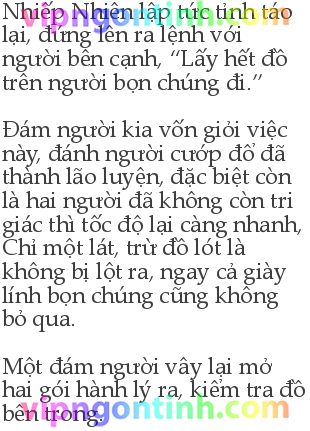 Nhiếp Nhiên lập tức tỉnh táo
vipngontinh.com
lại, đứng lên ra lệnh với
người bên cạnh, “Lấy hết đồ
trên người bọn chúng đi.”
Đám người kia vốn giỏi việc
này, đánh người cướp đổ đã
thành lão luyện, đặc biệt còn
là hai người đã không còn tri
giác thì tốc độ lại càng nhanh,
Chỉ một lát, trừ đồ lót là
không bị lột ra, ngay cả giày
lính bọn chúng cũng không
bỏ qua.
Một đám người vây lại mở
hai gói hành lý ra, kiểm tra đồ
bên trong.
vipngontinh.com